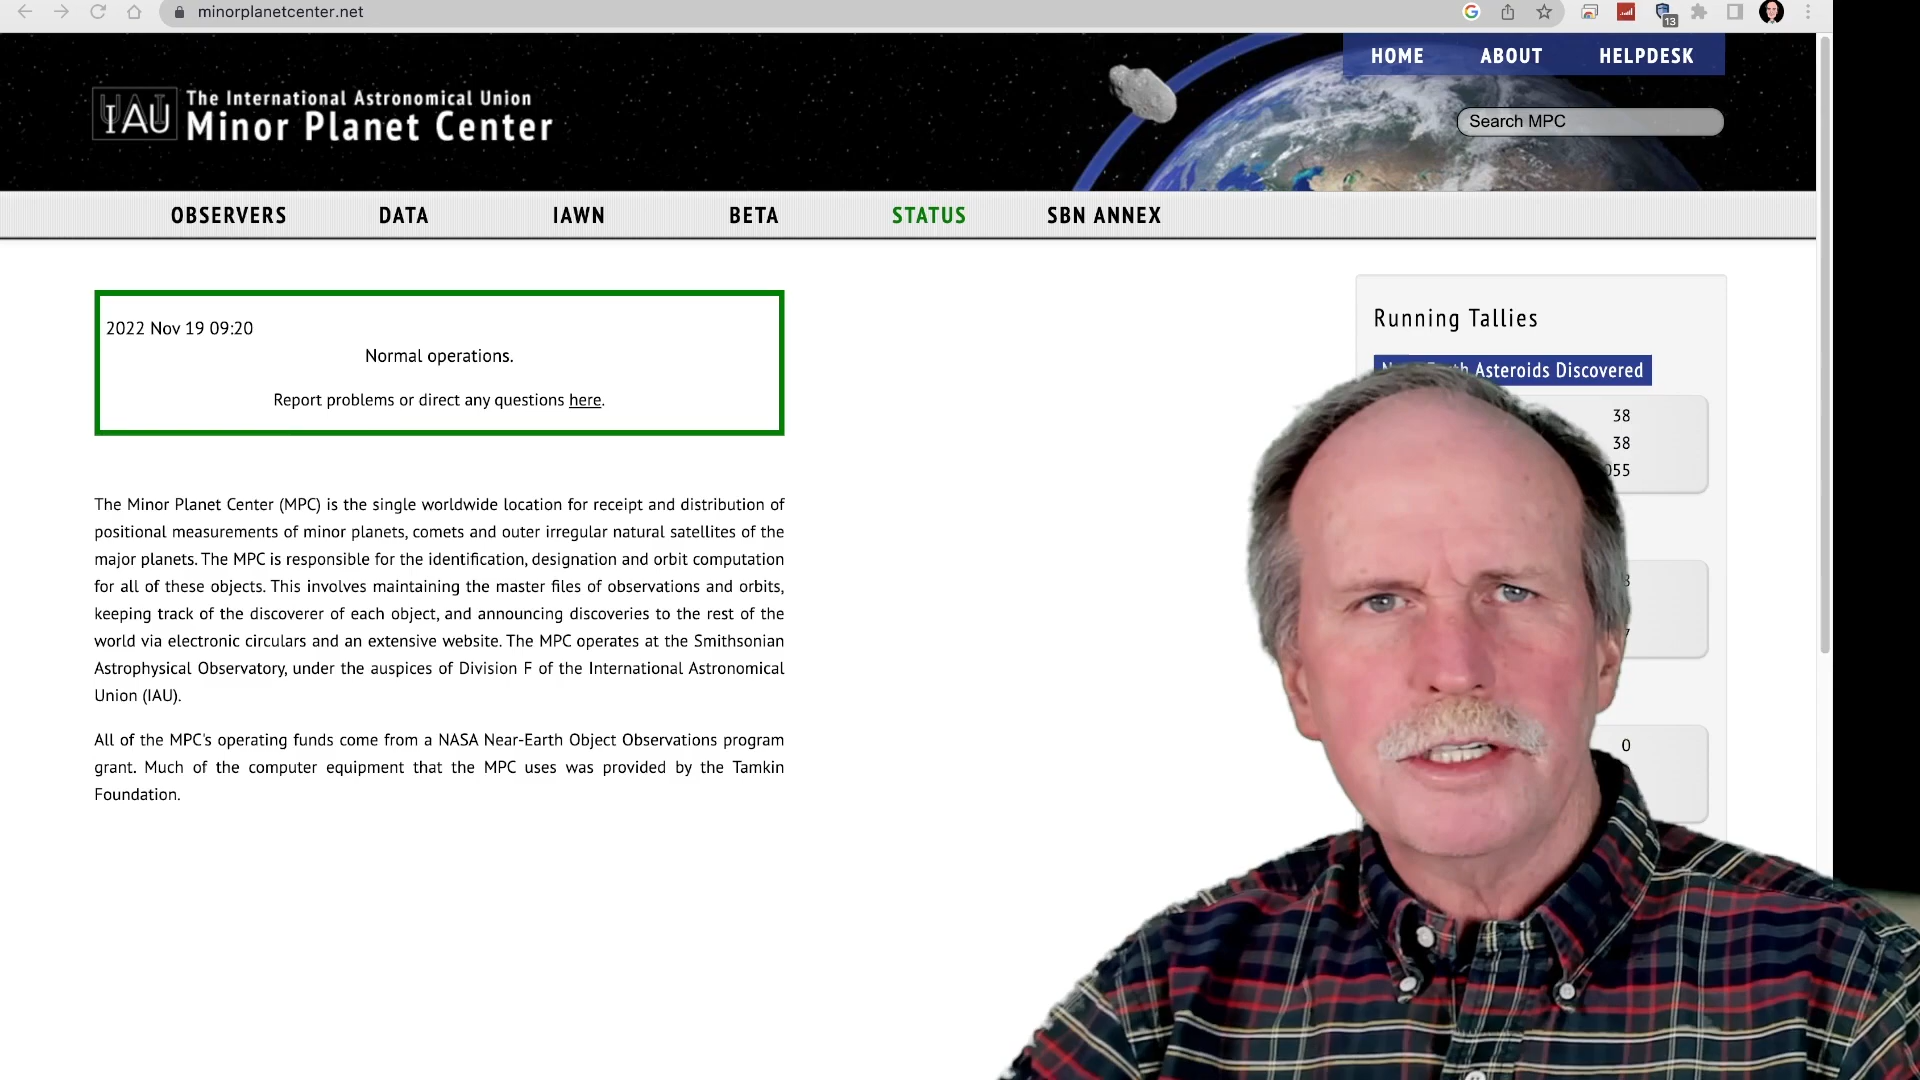 minorplanetcenter.net
13
HOME ABOUT HELPDESK
IAU
The International Astronomical Union
Minor Planet Center
Search MPC
OBSERVERS DATA IAWN BETA STATUS SBN ANNEX
2022 Nov 19 09:20
Normal operations.
Report problems or direct any questions here.
The Minor Planet Center (MPC) is the single worldwide location for receipt and distribution of
positional measurements of minor planets, comets and outer irregular natural satellites of the
major planets. The MPC is responsible for the identification, designation and orbit computation
for all of these objects. This involves maintaining the master files of observations and orbits,
keeping track of the discoverer of each object, and announcing discoveries to the rest of the
world via electronic circulars and an extensive website. The MPC operates at the Smithsonian
Astrophysical Observatory, under the auspices of Division F of the International Astronomical
Union (IAU).
All of the MPC's operating funds come from a NASA Near-Earth Object Observations program
grant. Much of the computer equipment that the MPC uses was provided by the Tamkin
Foundation.
Running Tallies
Asteroids Discovered
38
38
055
0